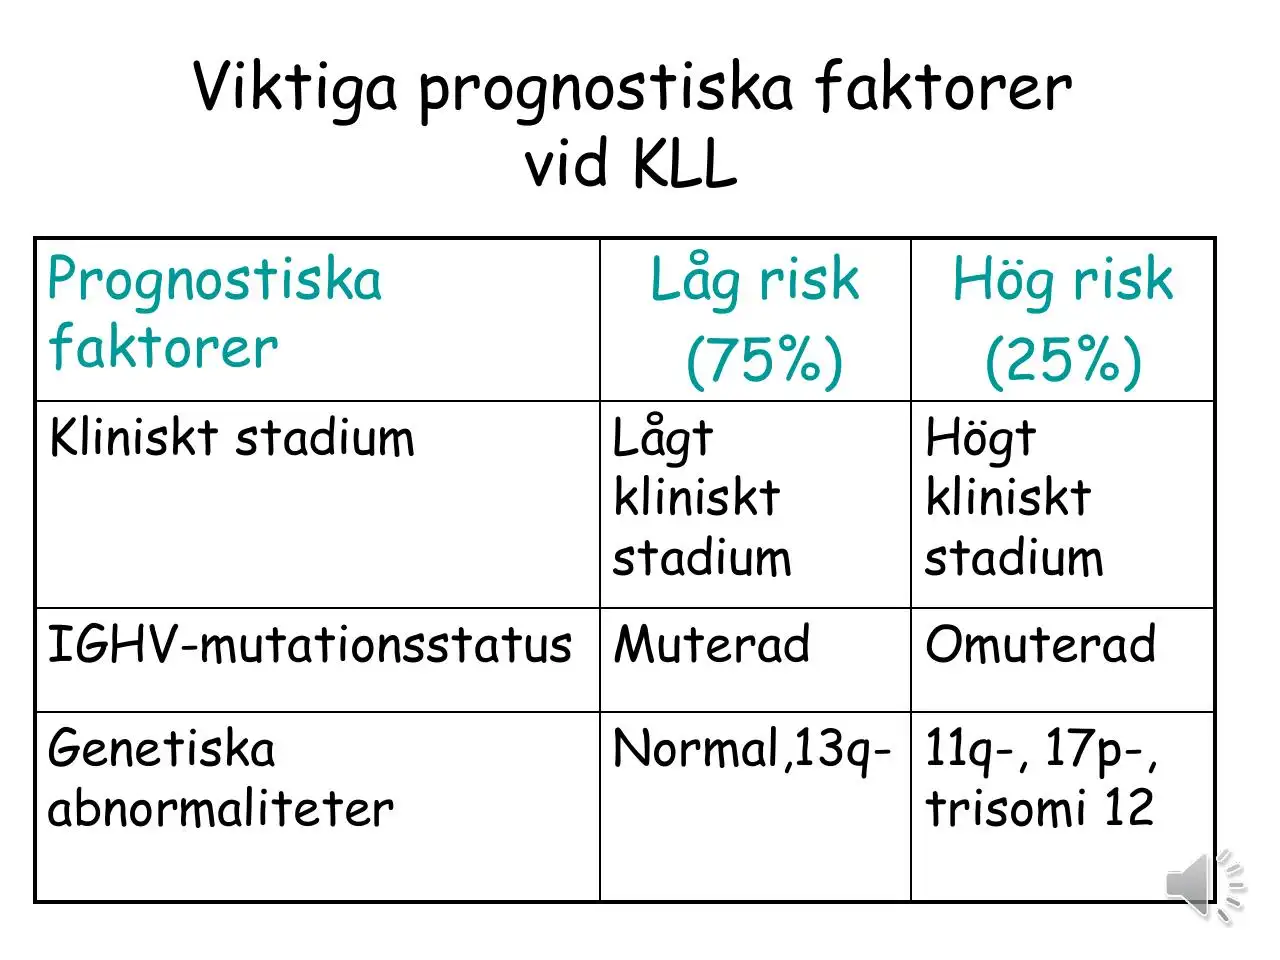 Viktiga prognostiska faktorer
vid KLL
Prognostiska
faktorer
Låg risk
(75%)
Hög risk
(25%)
Kliniskt stadium
Lågt
kliniskt
stadium
Högt
kliniskt
stadium
IGHV-mutationsstatus
Muterad
Omuterad
Genetiska
abnormaliteter
Normal,13q-
11q-, 17p-,
trisomi 12